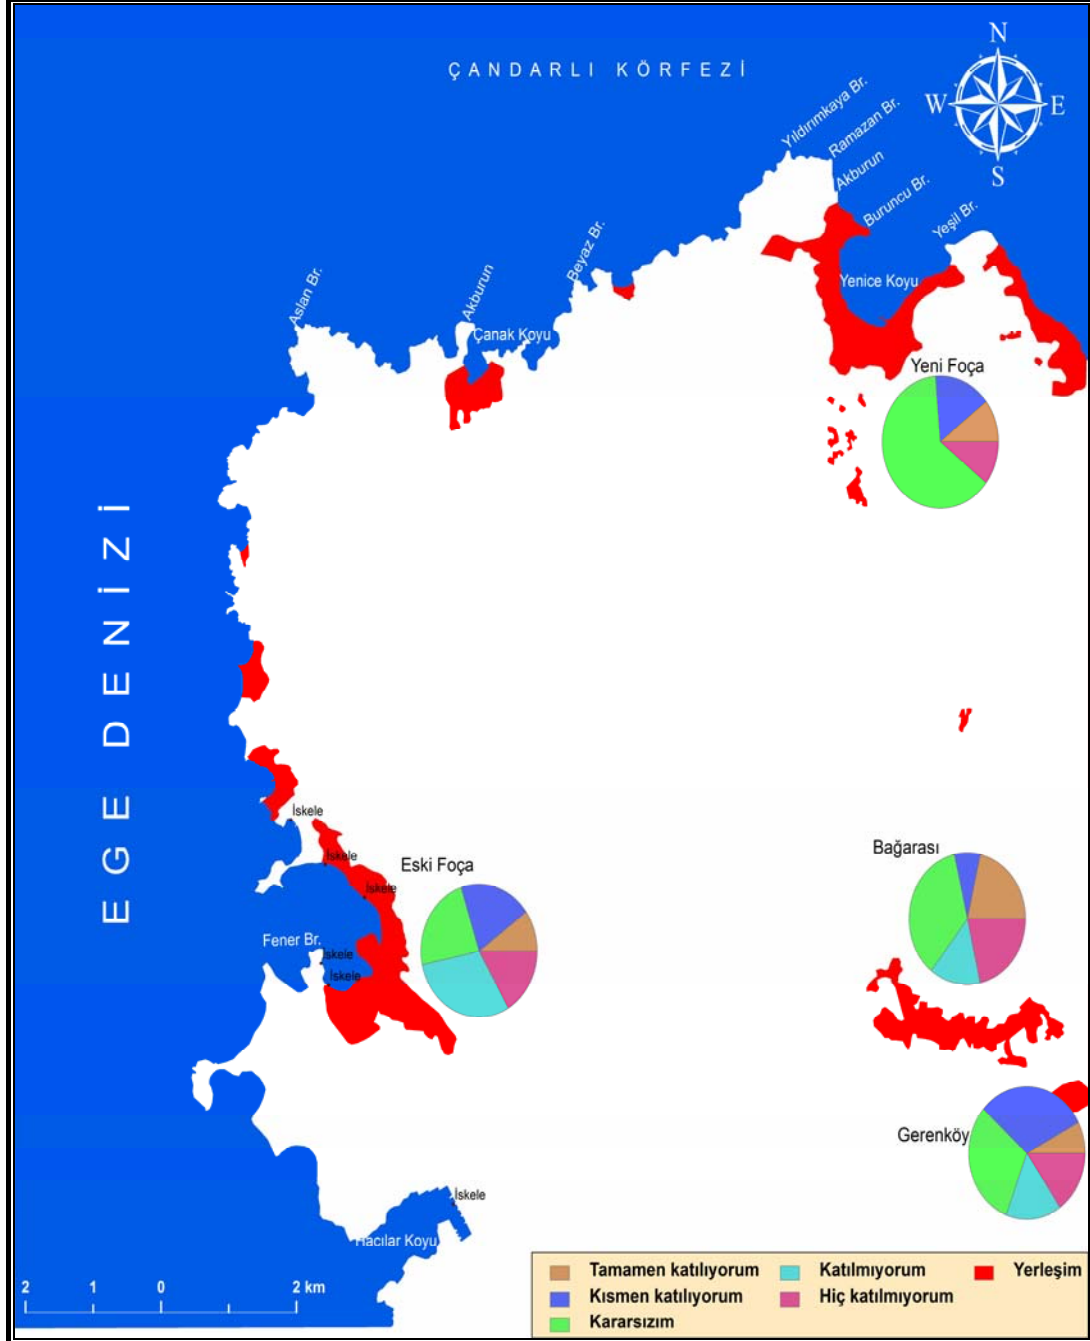 ÇANDARLI KÖRFEZİ
N
W
E
S
Yıldırımkaya Br.
Ramazan Br.
Akburun
Buruncu Br.
Yeşil Br.
Yenice Koyu
Beyaz Br.
Akburun
Çanak Koyu
Aslan Br.
Yeni Foça
EGE DENİZİ
İskele
İskele
Eski Foça
İskele
Bağarası
Fener Br.
İskele
İskele
Gerenköy
İskele
Hacılar Koyu
2 1 0 2 km
Tamamen katılıyorum
Katılmıyorum
Yerleşim
Kısmen katılıyorum
Hiç katılmıyorum
Kararsızım